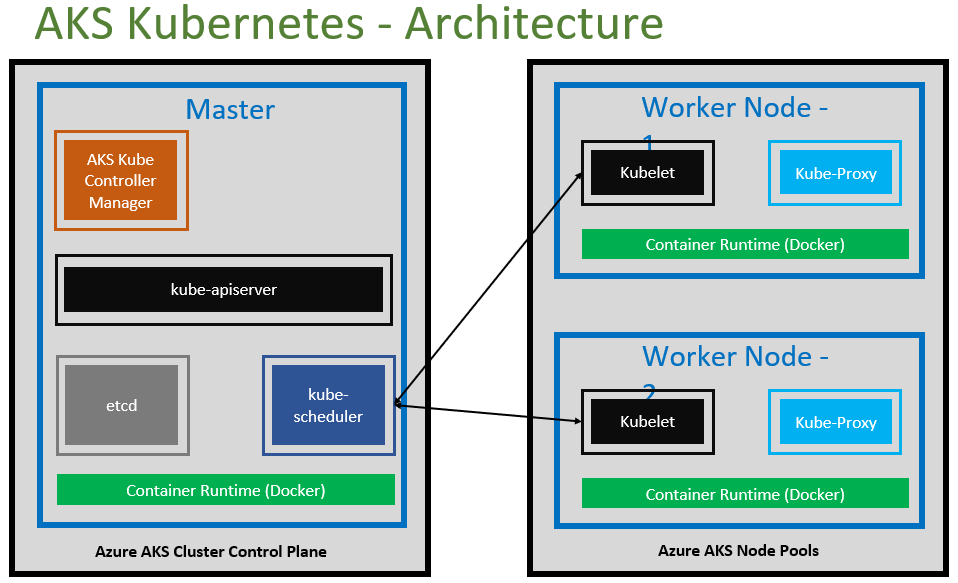 AKS Kubernetes - Architecture
Master
AKS Kube
Controller
Manager
kube-apiserver
etcd
kube-
scheduler
Container Runtime (Docker)
Azure AKS Cluster Control Plane
Worker Node -
1
Kubelet
Kube-Proxy
Container Runtime (Docker)
Worker Node -
2
Kubelet
Kube-Proxy
Container Runtime (Docker)
Azure AKS Node Pools